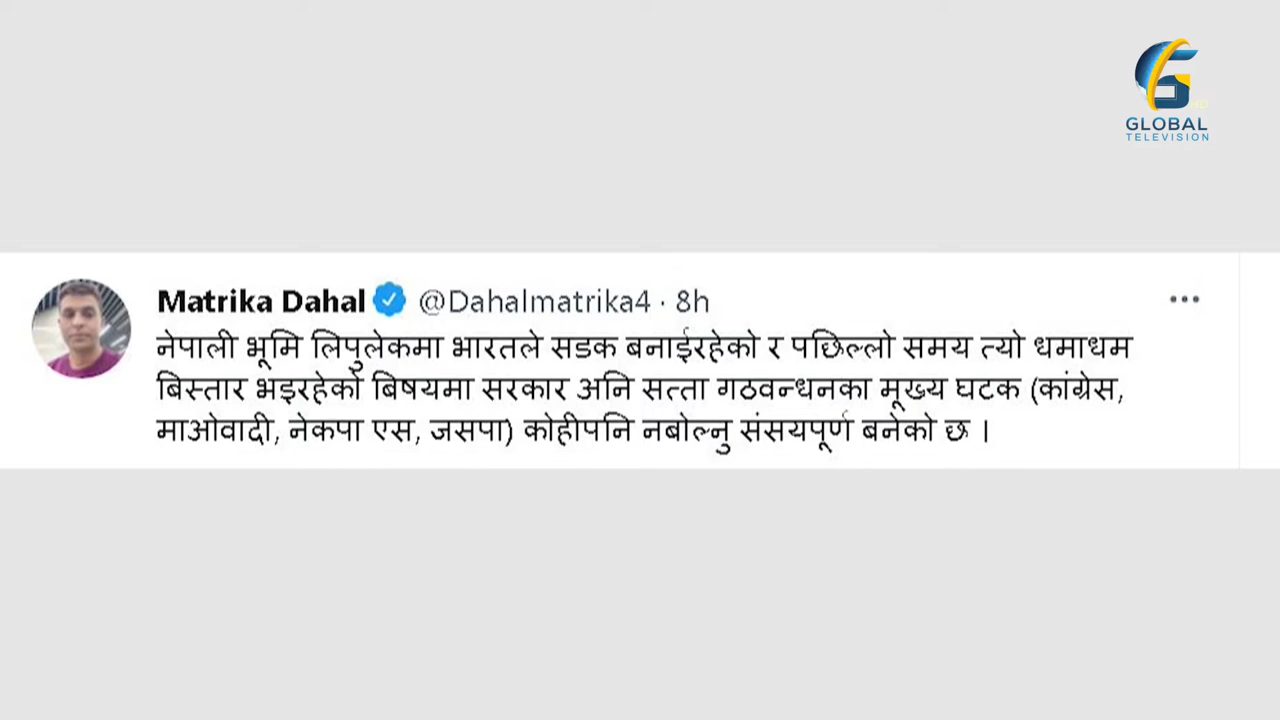 GLOBAL
TELEVISION
Matrika Dahal @Dahalmatrika4 · 8h
नेपाली भूमि लिपुलेकमा भारतले सडक बनाईरहेको र पछिल्लो समय त्यो धमाधम
बिस्तार भइरहेको बिषयमा सरकार अनि सत्ता गठवन्धनका मूख्य घटक (कांग्रेस,
माओवादी, नेकपा एस, जसपा) कोहीपनि नबोल्नु संसयपूर्ण बनेको छ ।